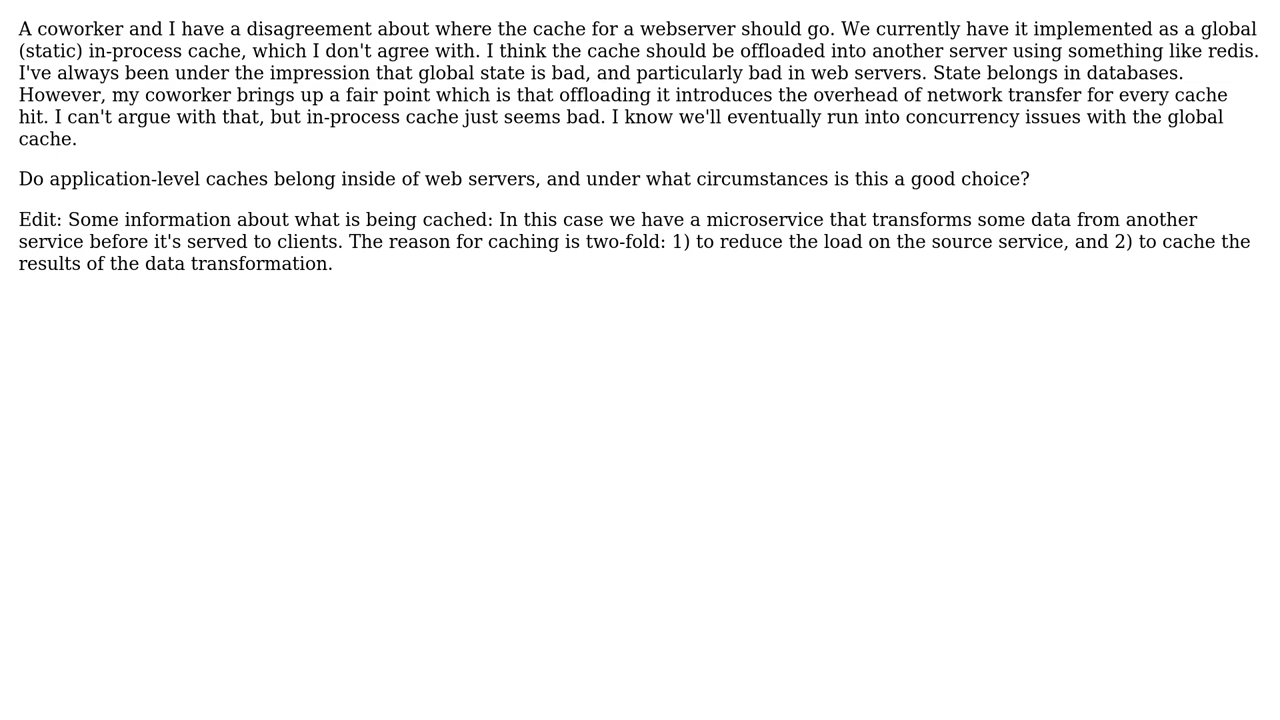 A coworker and I have a disagreement about where the cache for a webserver should go. We currently have it implemented as a global
(static) in-process cache, which I don't agree with. I think the cache should be offloaded into another server using something like redis.
I've always been under the impression that global state is bad, and particularly bad in web servers. State belongs in databases.
However, my coworker brings up a fair point which is that offloading it introduces the overhead of network transfer for every cache
hit. I can't argue with that, but in-process cache just seems bad. I know we'll eventually run into concurrency issues with the global
cache.
Do application-level caches belong inside of web servers, and under what circumstances is this a good choice?
Edit: Some information about what is being cached: In this case we have a microservice that transforms some data from another
service before it's served to clients. The reason for caching is two-fold: 1) to reduce the load on the source service, and 2) to cache the
results of the data transformation.